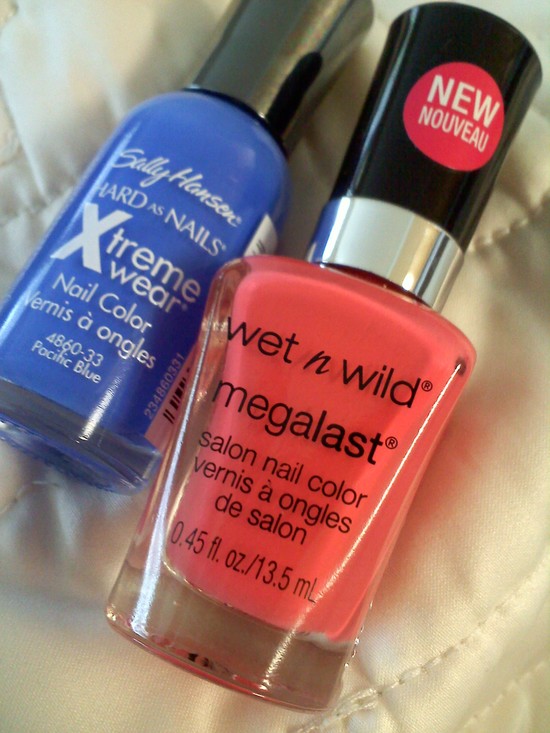 Sally Hansen
HARD AS NAILS®
Xtreme
wear®
Nail Color
Vernis à ongles
4860-33
Pacific Blue
234860331
NEW
NOUVEAU
wet n wild®
megalast®
salon nail color
vernis à ongles
de salon
0.45 fl. oz./13.5 mL